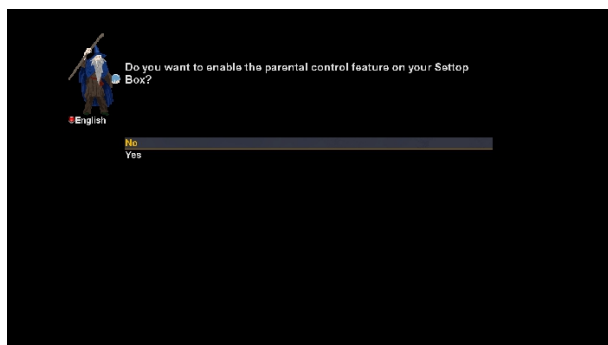 Do you want to enable the parental control feature on your Settop
Box?
English
No
Yes